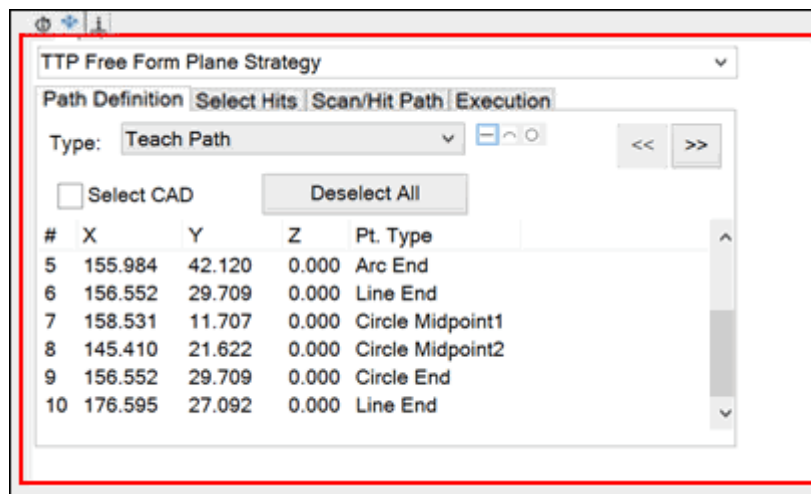 TTP Free Form Plane Strategy
Path Definition Select Hits Scan/Hit Path Execution
Type: Teach Path << >>
Select CAD Deselect All
# X Y Z Pt. Type
5 155.984 42.120 0.000 Arc End
6 156.552 29.709 0.000 Line End
7 158.531 11.707 0.000 Circle Midpoint1
8 145.410 21.622 0.000 Circle Midpoint2
9 156.552 29.709 0.000 Circle End
10 176.595 27.092 0.000 Line End